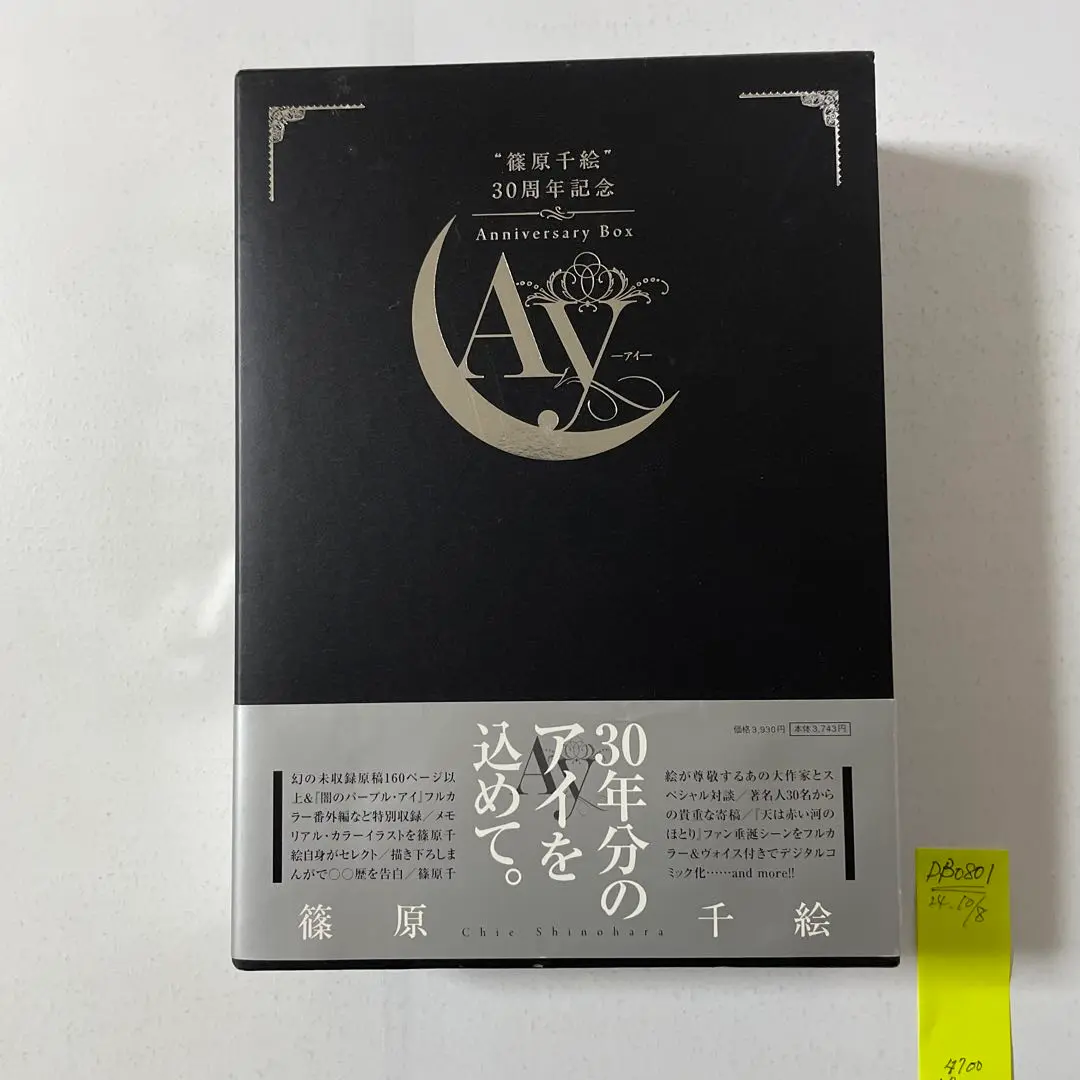 “篠原千絵”
30周年記念
Anniversary Box
Ay
—アイ—
価格3,930円 本体3,743円
30年分の
アイを
込めて。
幻の未収録原稿160ページ以
上&『闇のパープル・アイ』フルカ
ラー番外編など特別収録／メモ
リアル・カラーイラストを篠原千
絵自身がセレクト／描き下ろしま
んがで〇〇歴を告白／篠原千
絵が尊敬するあの大作家とス
ペシャル対談／著名人30名から
の貴重な寄稿／『天は赤い河の
ほとり』ファン垂涎シーンをフルカ
ラー&ヴォイス付きでデジタルコ
ミック化……and more!!
篠原 千絵
Chie Shinohara
DB0801
24.10/8
4700